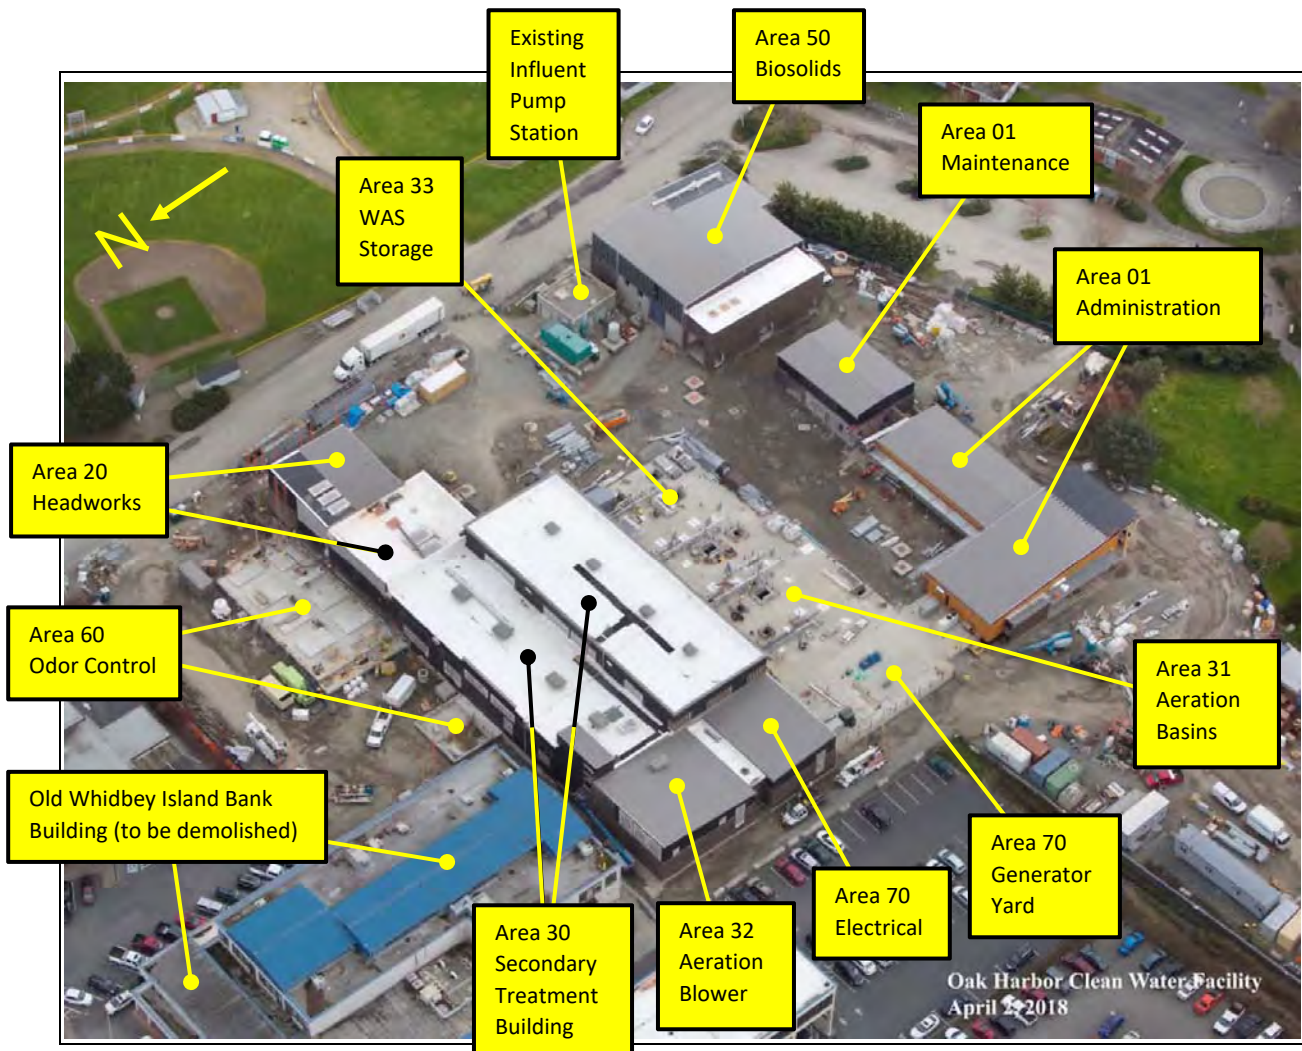 Existing
Influent
Pump
Station
Area 50
Biosolids
Area 01
Maintenance
Area 33
WAS
Storage
Area 01
Administration
N
Area 20
Headworks
Area 60
Odor Control
Area 31
Aeration
Basins
Old Whidbey Island Bank
Building (to be demolished)
Area 70
Generator
Yard
Area 70
Electrical
Area 30
Secondary
Treatment
Building
Area 32
Aeration
Blower
Oak Harbor Clean Water Facility
April 2, 2018